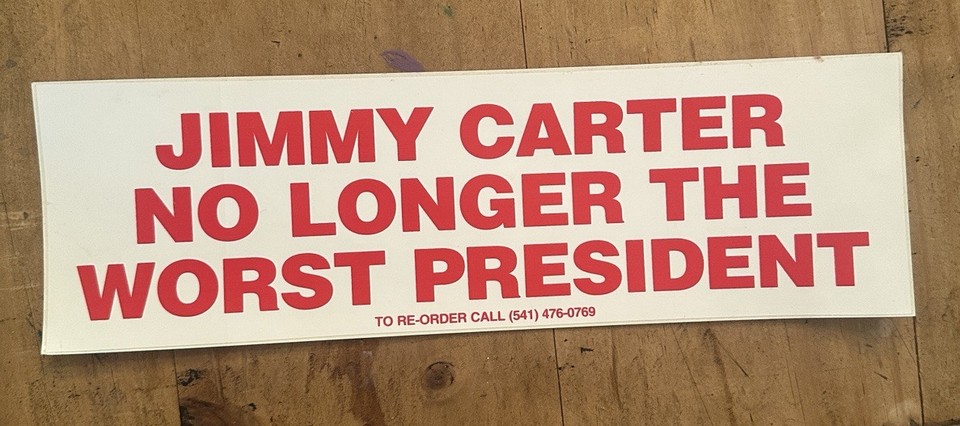 JIMMY CARTER
NO LONGER THE
WORST PRESIDENT
TO RE-ORDER CALL (541) 476-0769